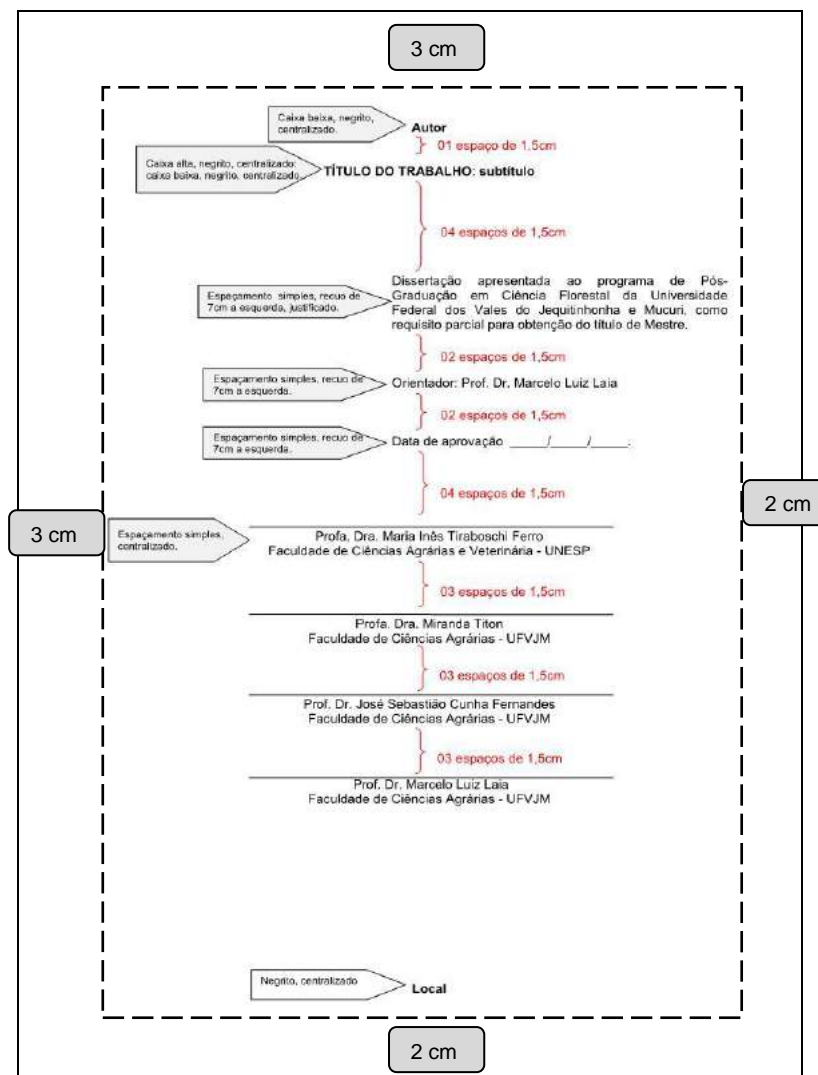 3 cm
Caixa baixa, negrito,
centralizado.
Autor
01 espaço de 1,5cm
Caixa alta, negrito, centralizado:
caixa baixa, negrito, centralizado.
TÍTULO DO TRABALHO: subtítulo
04 espaços de 1,5cm
Espaçamento simples, recuo de
7cm a esquerda, justificado.
Dissertação apresentada ao programa de Pós-
Graduação em Ciência Florestal da Universidade
Federal dos Vales do Jequitinhonha e Mucuri, como
requisito parcial para obtenção do título de Mestre.
02 espaços de 1,5cm
Espaçamento simples, recuo de
7cm a esquerda.
Orientador: Prof. Dr. Marcelo Luiz Laia
02 espaços de 1,5cm
Espaçamento simples, recuo de
7cm a esquerda.
Data de aprovação _____/_____/_____.
04 espaços de 1,5cm
2 cm
3 cm
Espaçamento simples,
centralizado.
Profa. Dra. Maria Inês Tiraboschi Ferro
Faculdade de Ciências Agrárias e Veterinária - UNESP
03 espaços de 1,5cm
Profa. Dra. Miranda Titon
Faculdade de Ciências Agrárias - UFVJM
03 espaços de 1,5cm
Prof. Dr. José Sebastião Cunha Fernandes
Faculdade de Ciências Agrárias - UFVJM
03 espaços de 1,5cm
Prof. Dr. Marcelo Luiz Laia
Faculdade de Ciências Agrárias - UFVJM
Negrito, centralizado
Local
2 cm